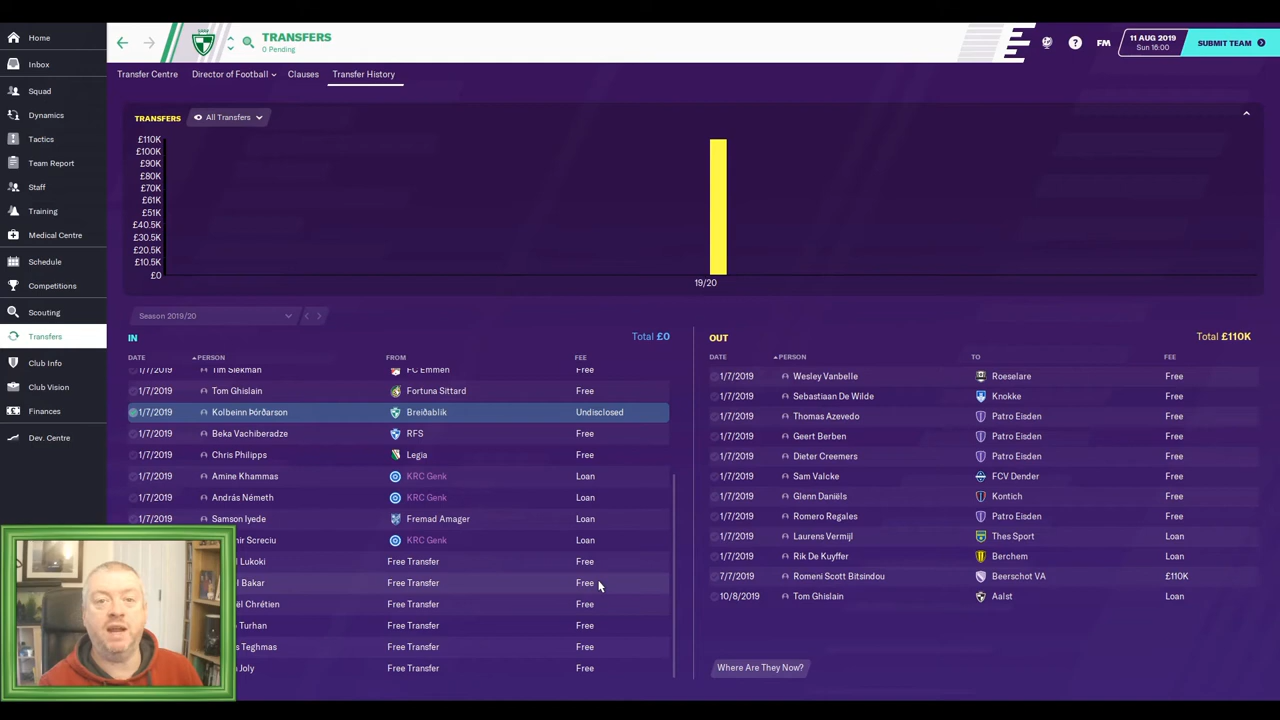 Home
Inbox
Squad
Dynamics
Tactics
Team Report
Staff
Training
Medical Centre
Schedule
Competitions
Scouting
Transfers
Club Info
Club Vision
Finances
Dev. Centre
TRANSFERS
0 Pending
? FM
11 AUG 2019
Sun 16:00
SUBMIT TEAM
Transfer Centre Director of Football Clauses Transfer History
TRANSFERS All Transfers
£110K
£100K
£90K
£80K
£70K
£61K
£51K
£40.5K
£30.5K
£20.5K
£10.5K
£0
19/20
Season 2019/20
IN Total £0
DATE PERSON FROM FEE
1/7/2019 Tim Siekman FC Emmen Free
1/7/2019 Tom Ghislain Fortuna Sittard Free
1/7/2019 Kolbeinn Þórðarson Breiðablik Undisclosed
1/7/2019 Beka Vachiberadze RFS Free
1/7/2019 Chris Philipps Legia Free
1/7/2019 Amine Khammas KRC Genk Loan
1/7/2019 András Németh KRC Genk Loan
1/7/2019 Samson Iyede Fremad Amager Loan
mir Screciu KRC Genk Loan
l Lukoki Free Transfer Free
l Bakar Free Transfer Free
ël Chrétien Free Transfer Free
Turhan Free Transfer Free
s Teghmas Free Transfer Free
Joly Free Transfer Free
OUT Total £110K
DATE PERSON TO FEE
1/7/2019 Wesley Vanbelle Roeselare Free
1/7/2019 Sebastiaan De Wilde Knokke Free
1/7/2019 Thomas Azevedo Patro Eisden Free
1/7/2019 Geert Berben Patro Eisden Free
1/7/2019 Dieter Creemers Patro Eisden Free
1/7/2019 Sam Valcke FCV Dender Free
1/7/2019 Glenn Daniëls Kontich Free
1/7/2019 Romero Regales Patro Eisden Free
1/7/2019 Laurens Vermijl Thes Sport Loan
1/7/2019 Rik De Kuyffer Berchem Loan
7/7/2019 Romeni Scott Bitsindou Beerschot VA £110K
10/8/2019 Tom Ghislain Aalst Loan
Where Are They Now?